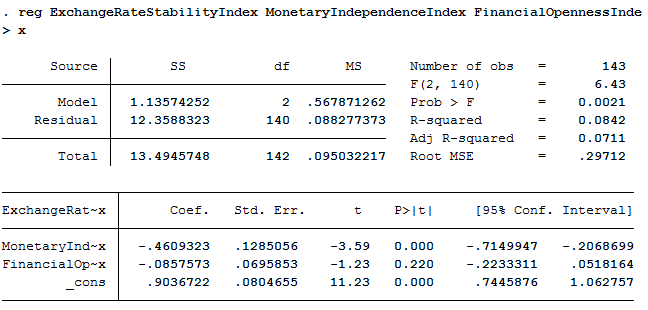 . reg ExchangeRateStabilityIndex MonetaryIndependenceIndex FinancialOpennessInde
> x
Source | SS df MS Number of obs = 143
F(2, 140) = 6.43
Model | 1.13574252 2 .567871262 Prob > F = 0.0021
Residual | 12.3588323 140 .088277373 R-squared = 0.0842
Adj R-squared = 0.0711
Total | 13.4945748 142 .095032217 Root MSE = .29712
ExchangeRat~x | Coef. Std. Err. t P>|t| [95% Conf. Interval]
MonetaryInd~x | -.4609323 .1285056 -3.59 0.000 -.7149947 -.2068699
FinancialOp~x | -.0857573 .0695853 -1.23 0.220 -.2233311 .0518164
_cons | .9036722 .0804655 11.23 0.000 .7445876 1.062757